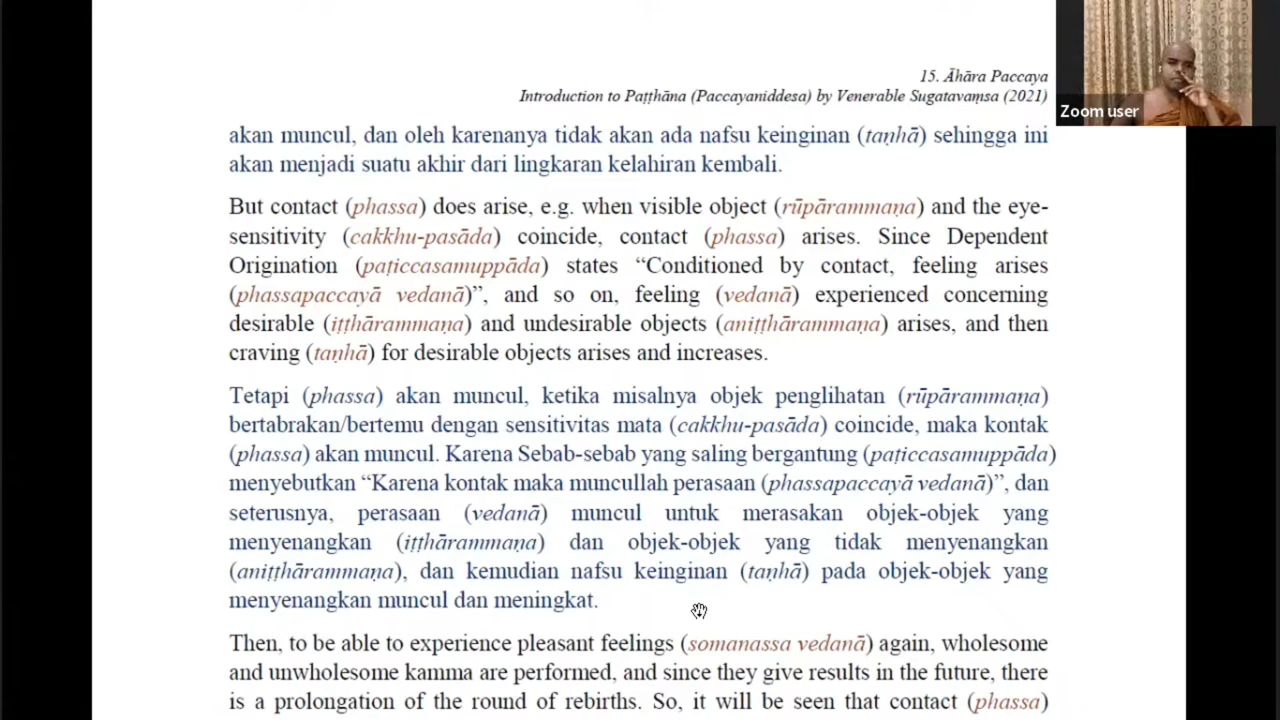 15. Āhāra Paccaya
Introduction to Paṭṭhāna (Paccayaniddesa) by Venerable Sugatavaṃsa (2021)
Zoom user
akan muncul, dan oleh karenanya tidak akan ada nafsu keinginan (taṇhā) sehingga ini
akan menjadi suatu akhir dari lingkaran kelahiran kembali.
But contact (phassa) does arise, e.g. when visible object (rūpārammaṇa) and the eye-
sensitivity (cakkhu-pasāda) coincide, contact (phassa) arises. Since Dependent
Origination (paṭiccasamuppāda) states “Conditioned by contact, feeling arises
(phassapaccayā vedanā)”, and so on, feeling (vedanā) experienced concerning
desirable (iṭṭhārammaṇa) and undesirable objects (aniṭṭhārammaṇa) arises, and then
craving (taṇhā) for desirable objects arises and increases.
Tetapi (phassa) akan muncul, ketika misalnya objek penglihatan (rūpārammaṇa)
bertabrakan/bertemu dengan sensitivitas mata (cakkhu-pasāda) coincide, maka kontak
(phassa) akan muncul. Karena Sebab-sebab yang saling bergantung (paṭiccasamuppāda)
menyebutkan “Karena kontak maka muncullah perasaan (phassapaccayā vedanā)”, dan
seterusnya, perasaan (vedanā) muncul untuk merasakan objek-objek yang
menyenangkan (iṭṭhārammaṇa) dan objek-objek yang tidak menyenangkan
(aniṭṭhārammaṇa), dan kemudian nafsu keinginan (taṇhā) pada objek-objek yang
menyenangkan muncul dan meningkat.
Then, to be able to experience pleasant feelings (somanassa vedanā) again, wholesome
and unwholesome kamma are performed, and since they give results in the future, there
is a prolongation of the round of rebirths. So, it will be seen that contact (phassa)